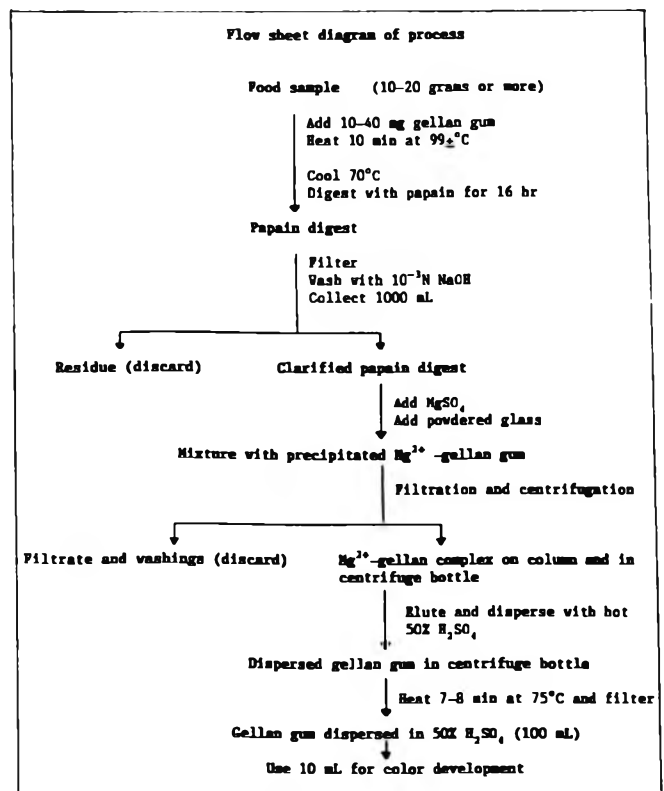 Flow sheet diagram of process
Food sample (10-20 grams or more)
Add 10-40 mg gellan gum
Heat 10 min at 99±°C
Cool 70°C
Digest with papain for 16 hr
Papain digest
Filter
Wash with 10⁻³N NaOH
Collect 1000 mL
Residue (discard) Clarified papain digest
Add MgSO₄
Add powdered glass
Mixture with precipitated Mg²⁺ -gellan gum
Filtration and centrifugation
Filtrate and washings (discard) Mg²⁺-gellan complex on column and in
centrifuge bottle
Elute and disperse with hot
50% H₂SO₄
Dispersed gellan gum in centrifuge bottle
Heat 7-8 min at 75°C and filter
Gellan gum dispersed in 50% H₂SO₄ (100 mL)
Use 10 mL for color development